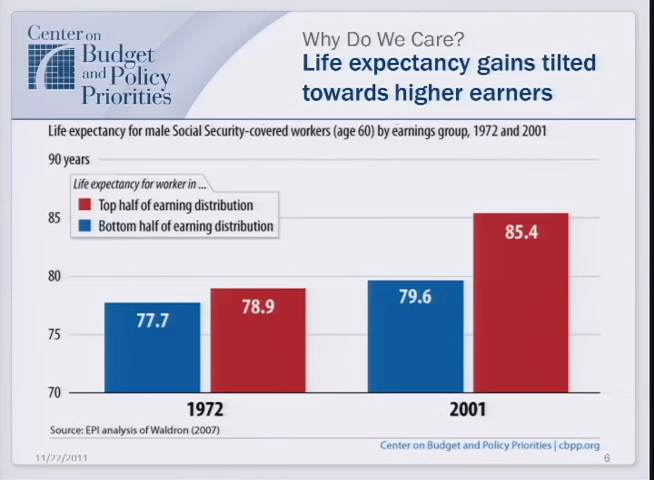 Center on
Budget
and Policy
Priorities
Why Do We Care?
Life expectancy gains tilted
towards higher earners
Life expectancy for male Social Security-covered workers (age 60) by earnings group, 1972 and 2001
90 years
Life expectancy for worker in ...
Top half of earning distribution
Bottom half of earning distribution
85
80
75
70
77.7
78.9
79.6
85.4
1972
2001
Source: EPI analysis of Waldron (2007)
Center on Budget and Policy Priorities | cbpp.org
11/22/2011
6